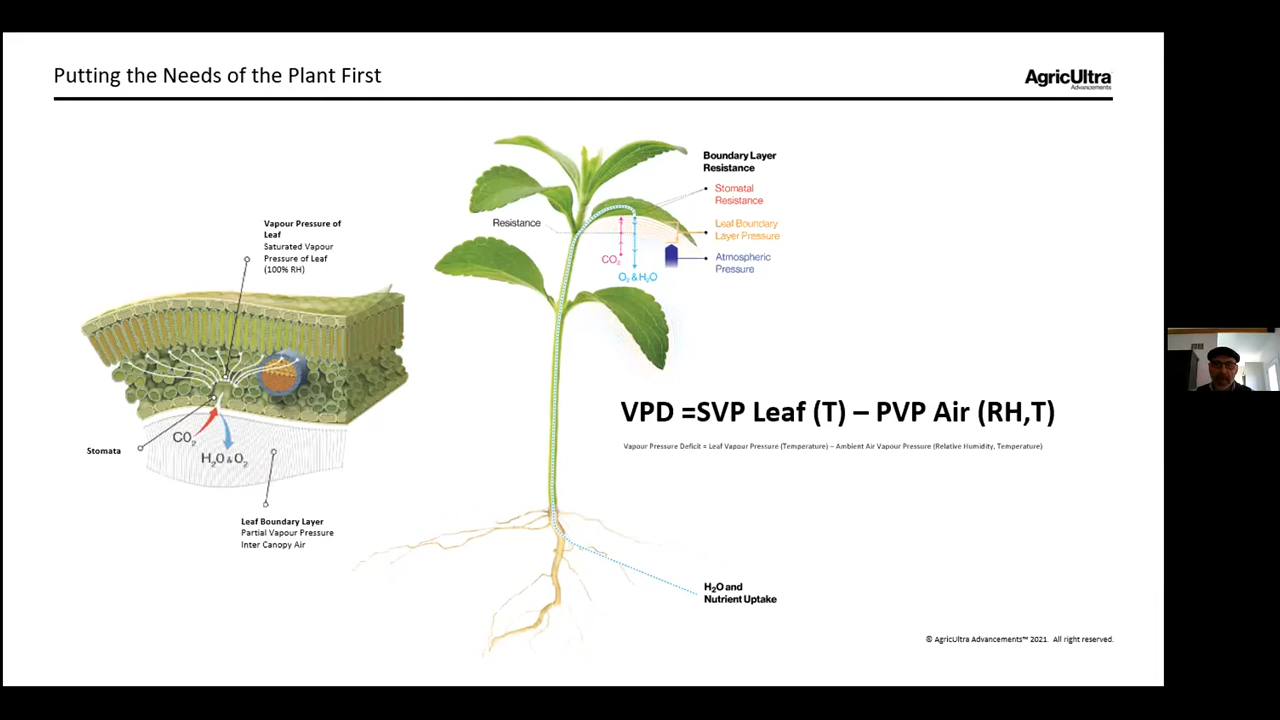 Putting the Needs of the Plant First
AgricUltra
Advancements
Vapour Pressure of
Leaf
Saturated Vapour
Pressure of Leaf
(100% RH)
Stomata
CO₂
H₂O & O₂
Leaf Boundary Layer
Partial Vapour Pressure
Inter Canopy Air
Boundary Layer
Resistance
Stomatal
Resistance
Resistance
Leaf Boundary
Layer Pressure
CO₂
O₂ & H₂O
Atmospheric
Pressure
VPD =SVP Leaf (T) – PVP Air (RH,T)
Vapour Pressure Deficit = Leaf Vapour Pressure (Temperature) – Ambient Air Vapour Pressure (Relative Humidity, Temperature)
H₂O and
Nutrient Uptake
© AgricUltra Advancements™ 2021. All right reserved.